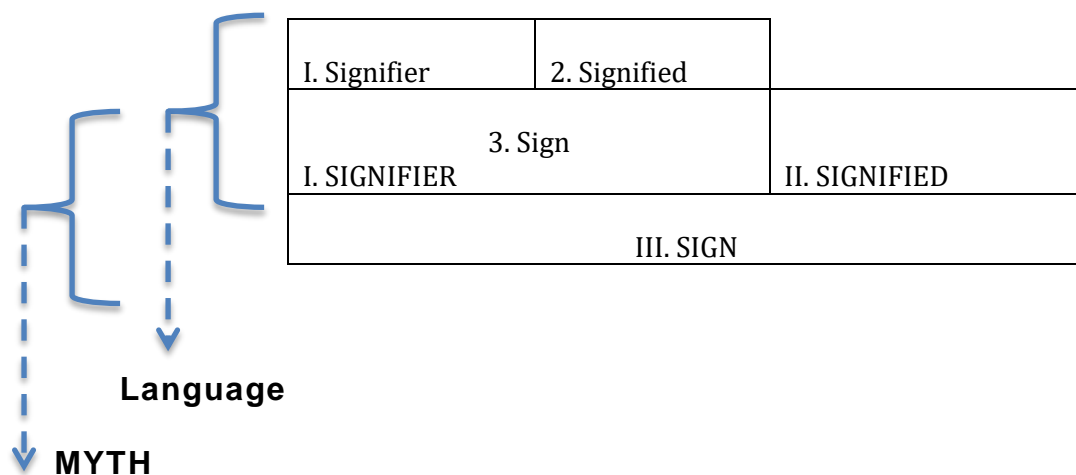 I. Signifier
2. Signified
3. Sign
I. SIGNIFIER
II. SIGNIFIED
III. SIGN
Language
MYTH